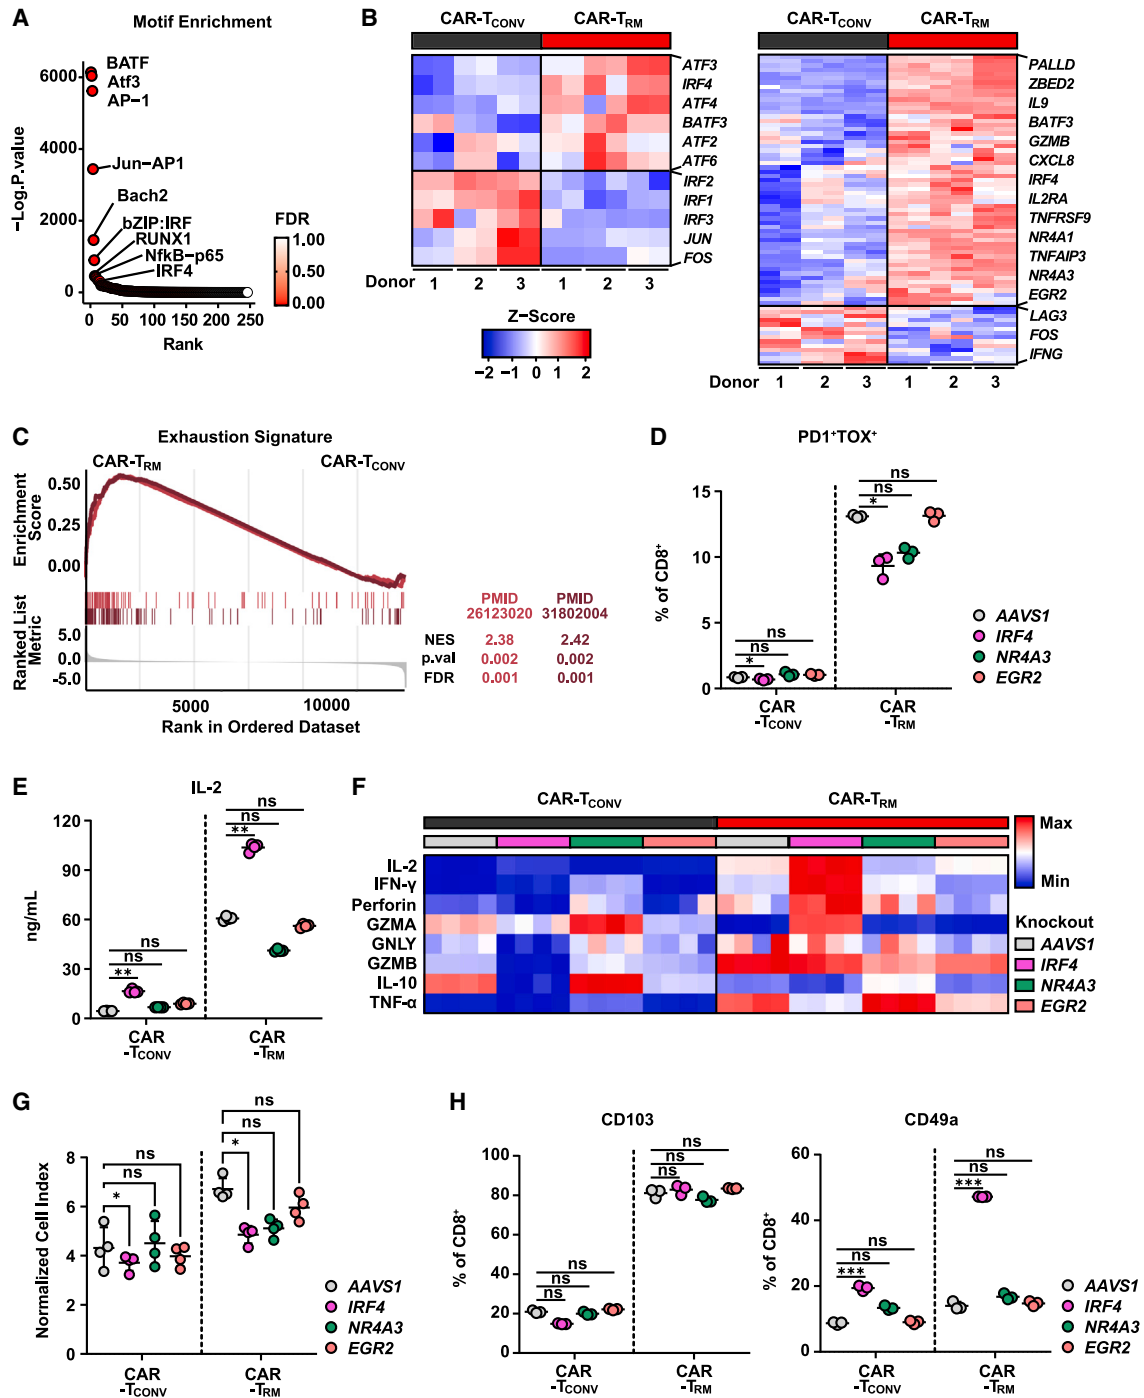 A
Motif Enrichment
−Log.P.value
6000
4000
2000
0
BATF
Atf3
AP−1
Jun−AP1
Bach2
bZIP:IRF
RUNX1
NfkB−p65
IRF4
FDR
1.00
0.50
0.00
0 50 100 150 200 250
Rank
B
CAR-TCONV CAR-TRM
ATF3
IRF4
ATF4
BATF3
ATF2
ATF6
IRF2
IRF1
IRF3
JUN
FOS
Donor 1 2 3 1 2 3
Z−Score
−2 −1 0 1 2
CAR-TCONV CAR-TRM
PALLD
ZBED2
IL9
BATF3
GZMB
CXCL8
IRF4
IL2RA
TNFRSF9
NR4A1
TNFAIP3
NR4A3
EGR2
LAG3
FOS
IFNG
Donor 1 2 3 1 2 3
C
Exhaustion Signature
CAR-TRM CAR-TCONV
Enrichment Score
0.50
0.25
0.00
Ranked List Metric
5.0
0.0
−5.0
5000 10000
Rank in Ordered Dataset
PMID PMID
26123020 31802004
NES 2.38 2.42
p.val 0.002 0.002
FDR 0.001 0.001
D
PD1+TOX+
% of CD8+
15
10
5
0
ns
ns
*
ns
ns
*
CAR CAR
-TCONV -TRM
AAVS1
IRF4
NR4A3
EGR2
E
IL-2
ng/mL
120
90
60
30
0
ns
ns
**
ns
ns
**
CAR CAR
-TCONV -TRM
F
CAR-TCONV CAR-TRM
IL-2
IFN-γ
Perforin
GZMA
GNLY
GZMB
IL-10
TNF-α
Max
Min
Knockout
AAVS1
IRF4
NR4A3
EGR2
G
Normalized Cell Index
8
6
4
2
0
ns
ns
*
ns
ns
*
CAR CAR
-TCONV -TRM
AAVS1
IRF4
NR4A3
EGR2
H
CD103
% of CD8+
100
80
60
40
20
0
ns
ns
ns
ns
ns
ns
CAR CAR
-TCONV -TRM
CD49a
% of CD8+
60
40
20
0
ns
ns
***
ns
ns
***
CAR CAR
-TCONV -TRM
AAVS1
IRF4
NR4A3
EGR2